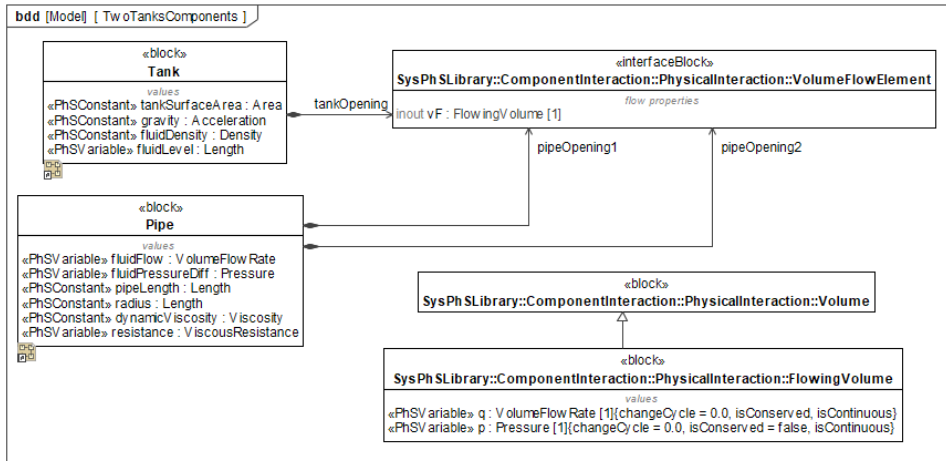 bdd [Model] [ TwoTanksComponents ]
«block»
Tank
values
«PhSConstant» tankSurfaceArea : Area
«PhSConstant» gravity : Acceleration
«PhSConstant» fluidDensity : Density
«PhSVariable» fluidLevel : Length
tankOpening
«interfaceBlock»
SysPhSLibrary::ComponentInteraction::PhysicalInteraction::VolumeFlowElement
flow properties
inout vF : FlowingVolume [1]
pipeOpening1
pipeOpening2
«block»
Pipe
values
«PhSVariable» fluidFlow : VolumeFlowRate
«PhSVariable» fluidPressureDiff : Pressure
«PhSConstant» pipeLength : Length
«PhSConstant» radius : Length
«PhSConstant» dynamicViscosity : Viscosity
«PhSVariable» resistance : ViscousResistance
«block»
SysPhSLibrary::ComponentInteraction::PhysicalInteraction::Volume
«block»
SysPhSLibrary::ComponentInteraction::PhysicalInteraction::FlowingVolume
values
«PhSVariable» q : VolumeFlowRate [1]{changeCycle = 0.0, isConserved, isContinuous}
«PhSVariable» p : Pressure [1]{changeCycle = 0.0, isConserved = false, isContinuous}